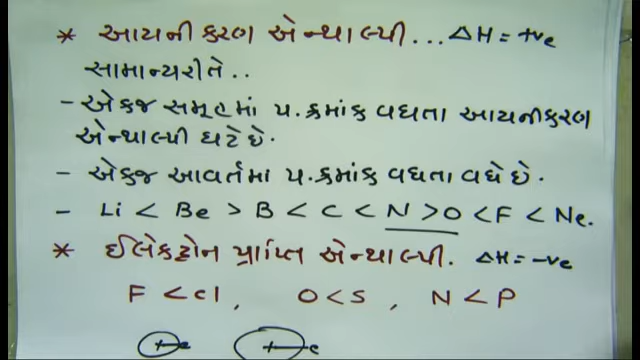 * આયનીકરણ એન્થાલ્પી... ΔH = +ve
સામાન્યરીતે..
- એકજ સમૂહમાં પ.ક્રમાંક વધતા આયનીકરણ
એન્થાલ્પી ઘટે છે.
- એકજ આવર્તમાં પ.ક્રમાંક વધતા વધે છે.
- Li < Be > B < C < N > O < F < Ne.
* ઈલેકટ્રોન પ્રાપ્તિ એન્થાલ્પી. ΔH = -ve
F < cl, O < S, N < P
+ e + e